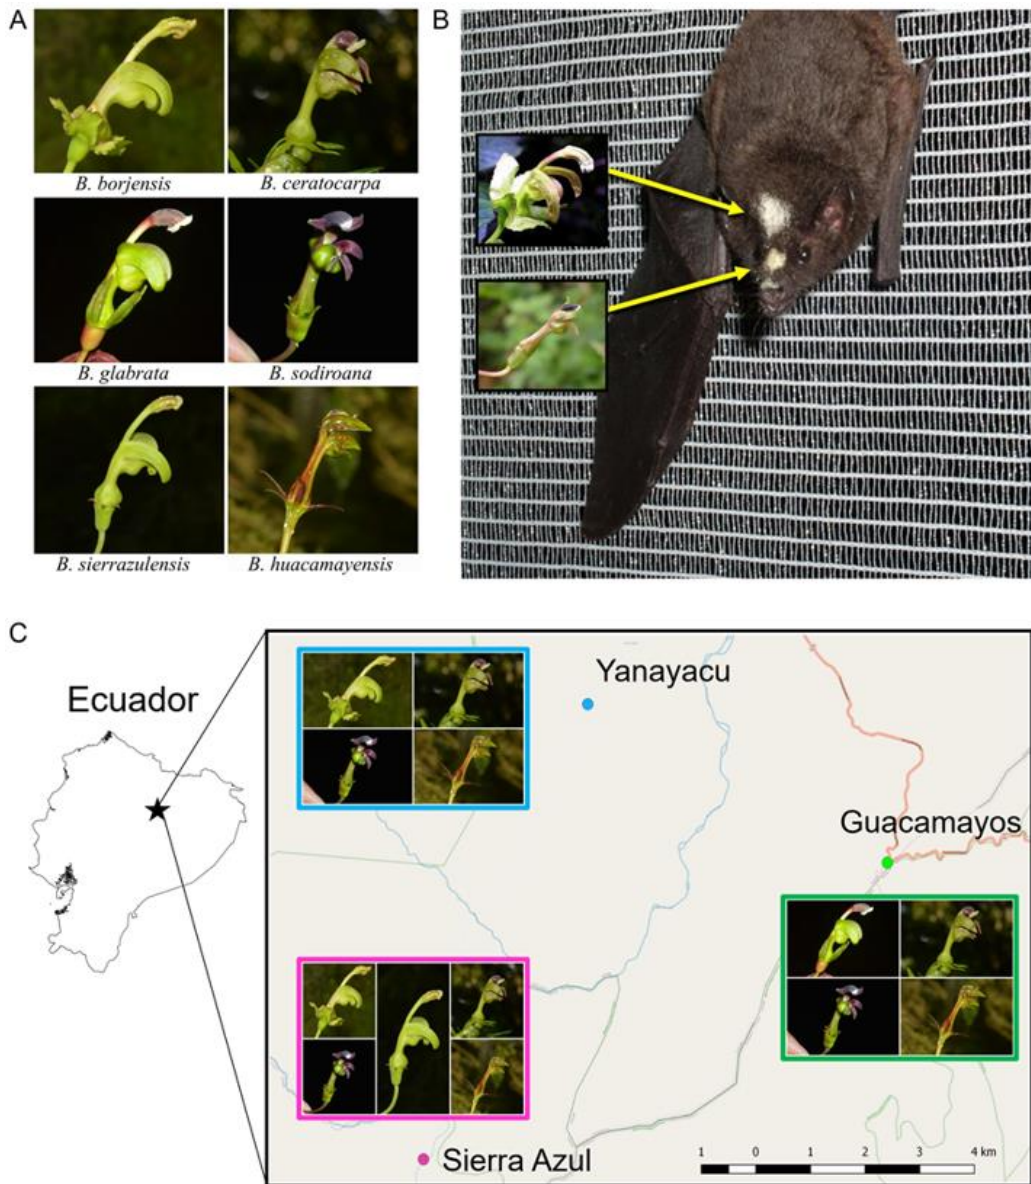 A
B
B. borjensis
B. ceratocarpa
B. glabrata
B. sodiroana
B. sierrazulensis
B. huacamayensis
C
Ecuador
Yanayacu
Guacamayos
Sierra Azul
1 0 1 2 3 4 km